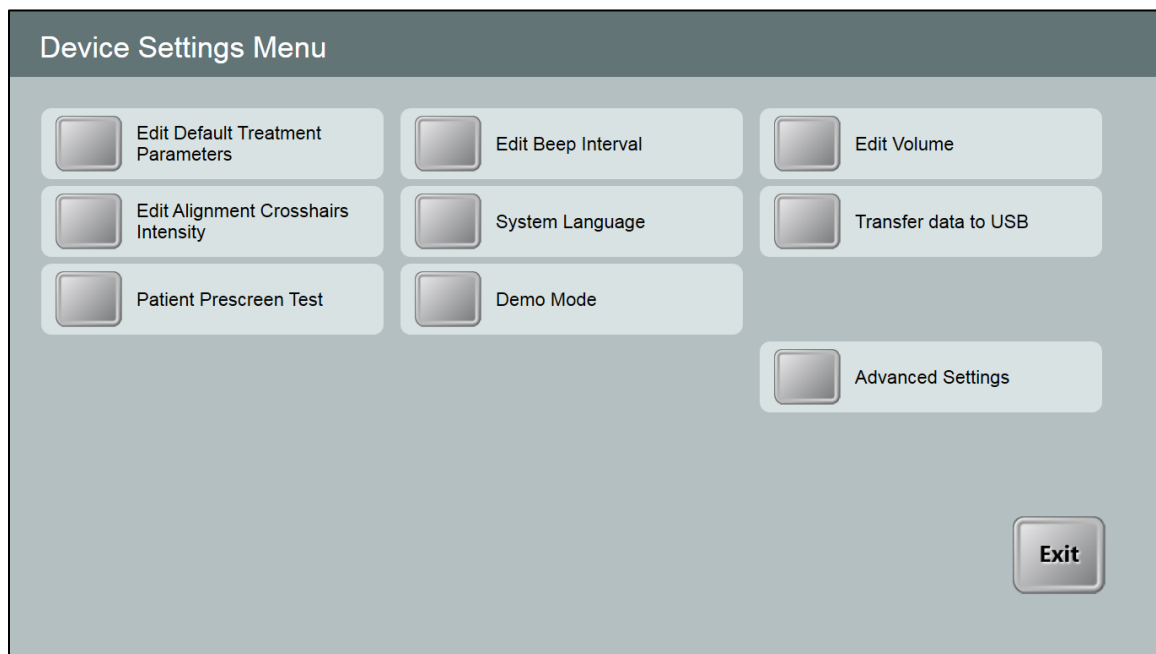 Device Settings Menu
Edit Default Treatment
Parameters
Edit Beep Interval
Edit Volume
Edit Alignment Crosshairs
Intensity
System Language
Transfer data to USB
Patient Prescreen Test
Demo Mode
Advanced Settings
Exit